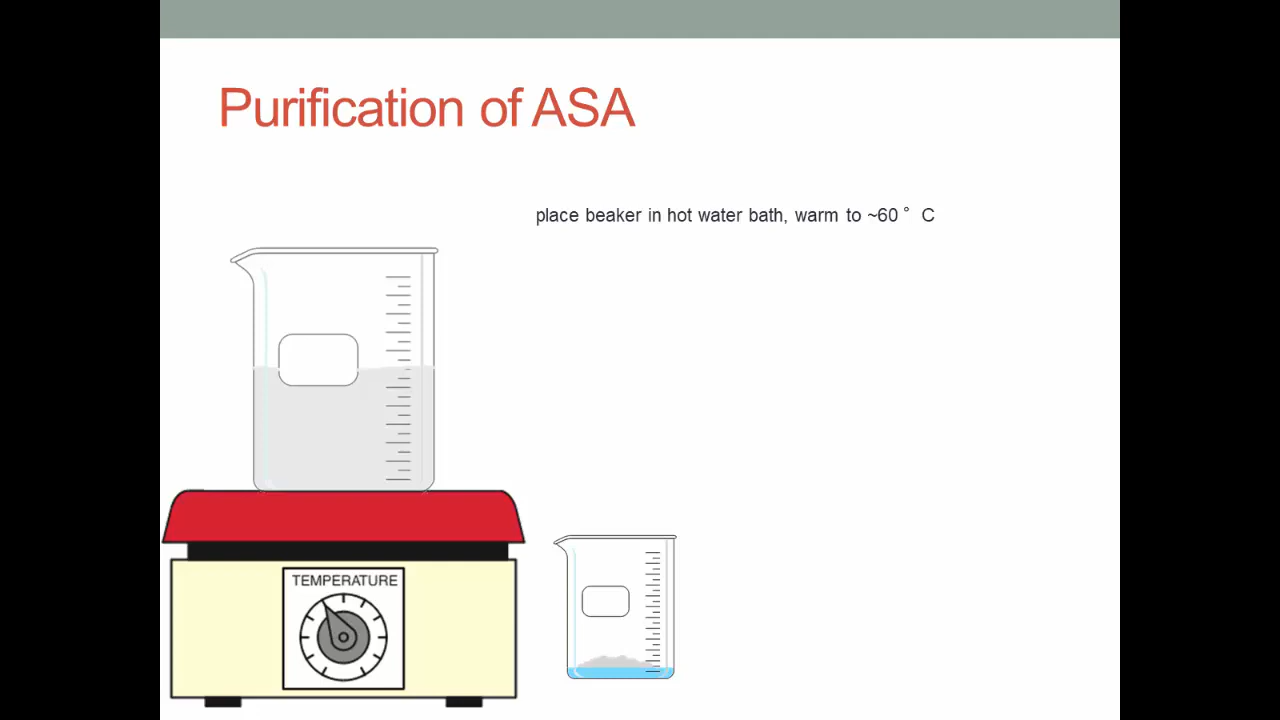 Purification of ASA
place beaker in hot water bath, warm to ~60 ° C
TEMPERATURE